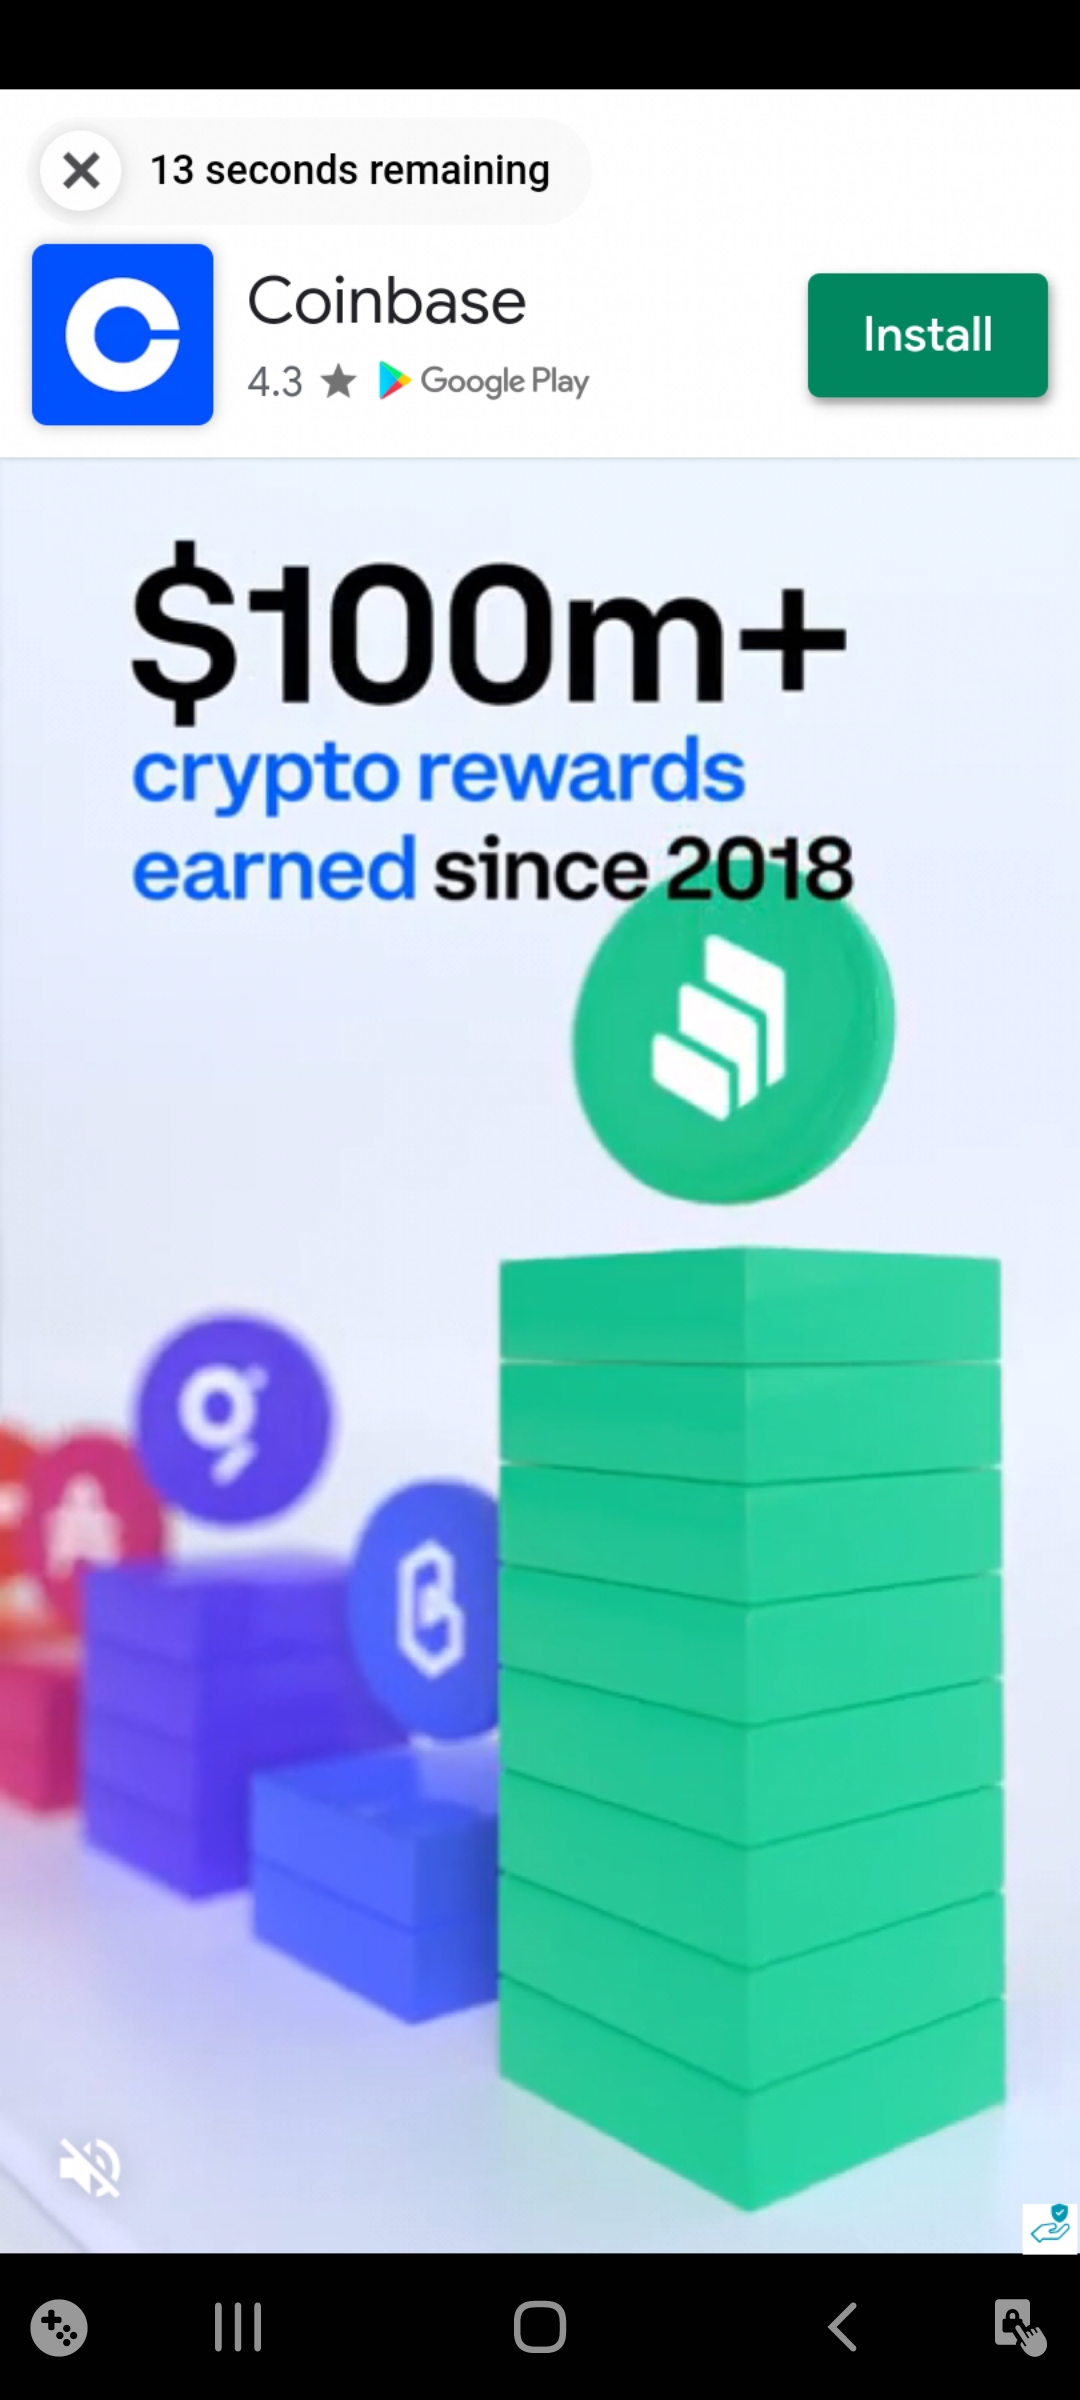 13 seconds remaining
Coinbase
4.3 ★ Google Play
Install
$100m+
crypto rewards
earned since 2018